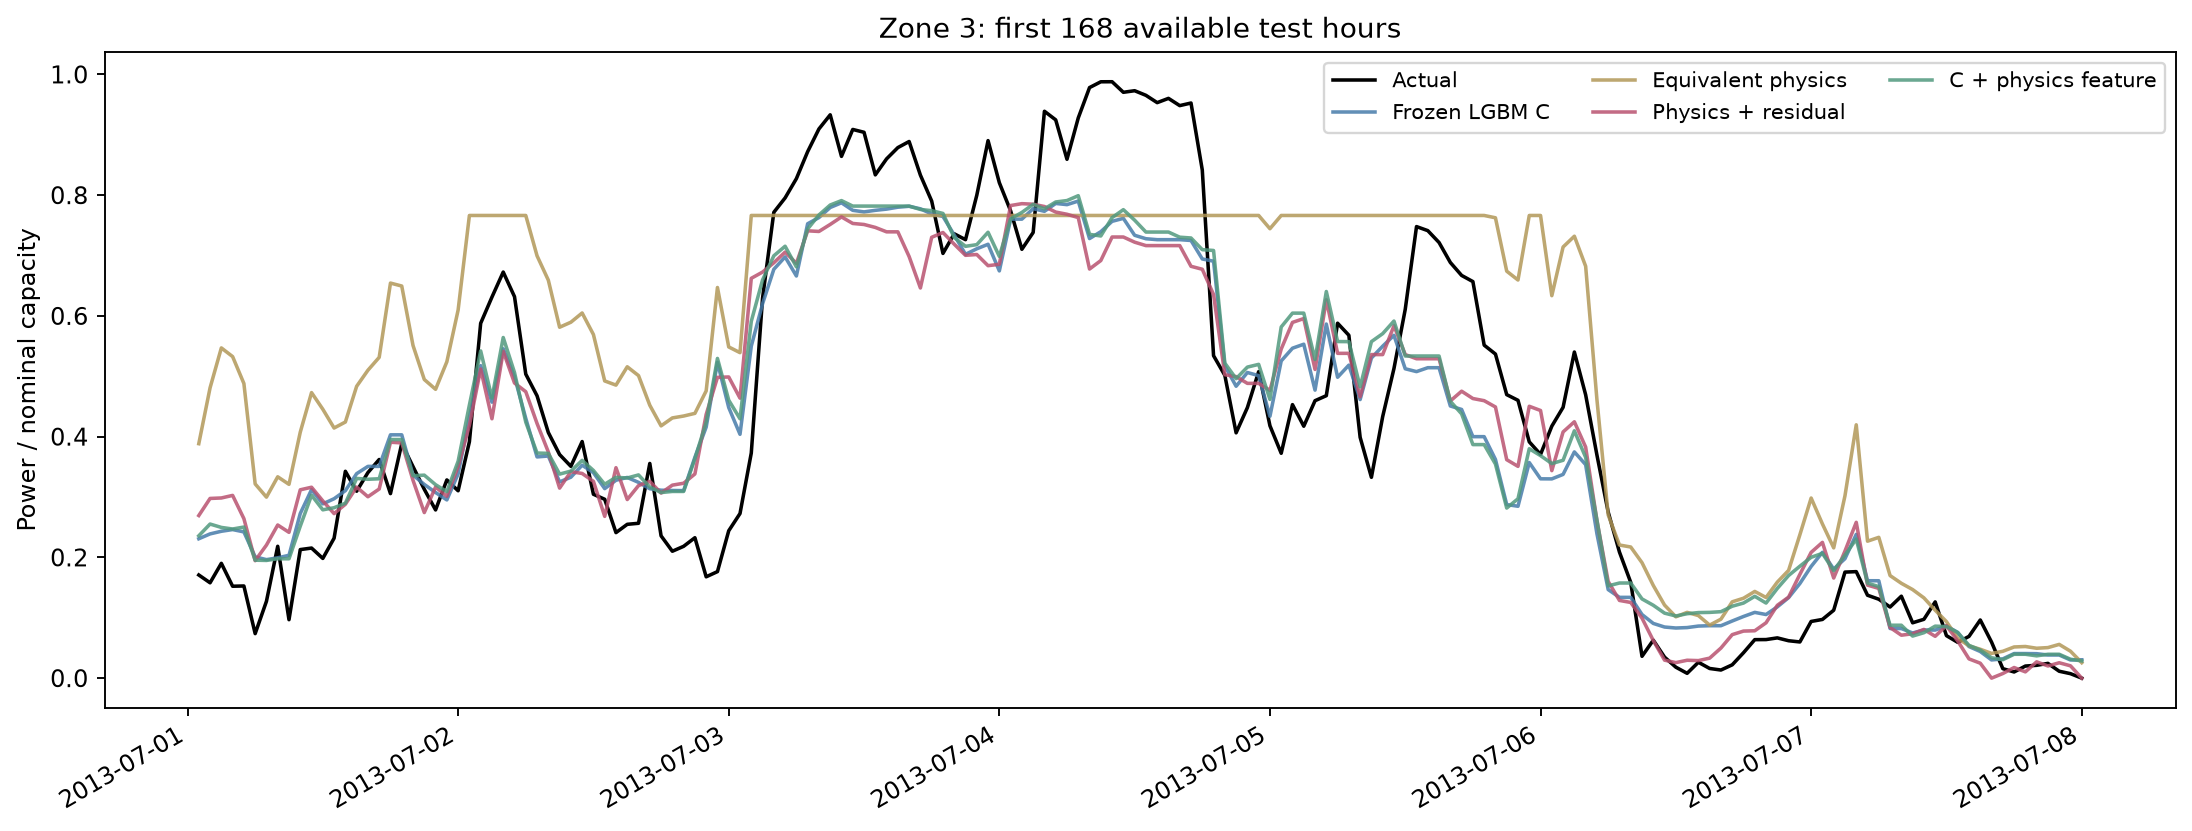 Zone 3: first 168 available test hours
Actual
Frozen LGBM C
Equivalent physics
Physics + residual
C + physics feature
Power / nominal capacity
1.0
0.8
0.6
0.4
0.2
0.0
2013-07-01
2013-07-02
2013-07-03
2013-07-04
2013-07-05
2013-07-06
2013-07-07
2013-07-08